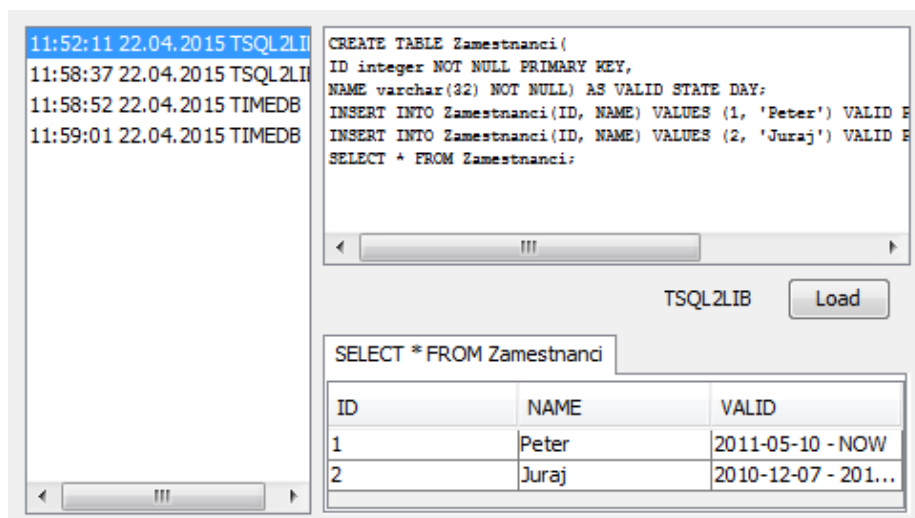 11:52:11 22.04.2015 TSQL2LI
11:58:37 22.04.2015 TSQL2LI
11:58:52 22.04.2015 TIMEDB
11:59:01 22.04.2015 TIMEDB
CREATE TABLE Zamestnanci(
ID integer NOT NULL PRIMARY KEY,
NAME varchar(32) NOT NULL) AS VALID STATE DAY;
INSERT INTO Zamestnanci(ID, NAME) VALUES (1, 'Peter') VALID P
INSERT INTO Zamestnanci(ID, NAME) VALUES (2, 'Juraj') VALID P
SELECT * FROM Zamestnanci;
TSQL2LIB Load
SELECT * FROM Zamestnanci
ID NAME VALID
1 Peter 2011-05-10 - NOW
2 Juraj 2010-12-07 - 201...